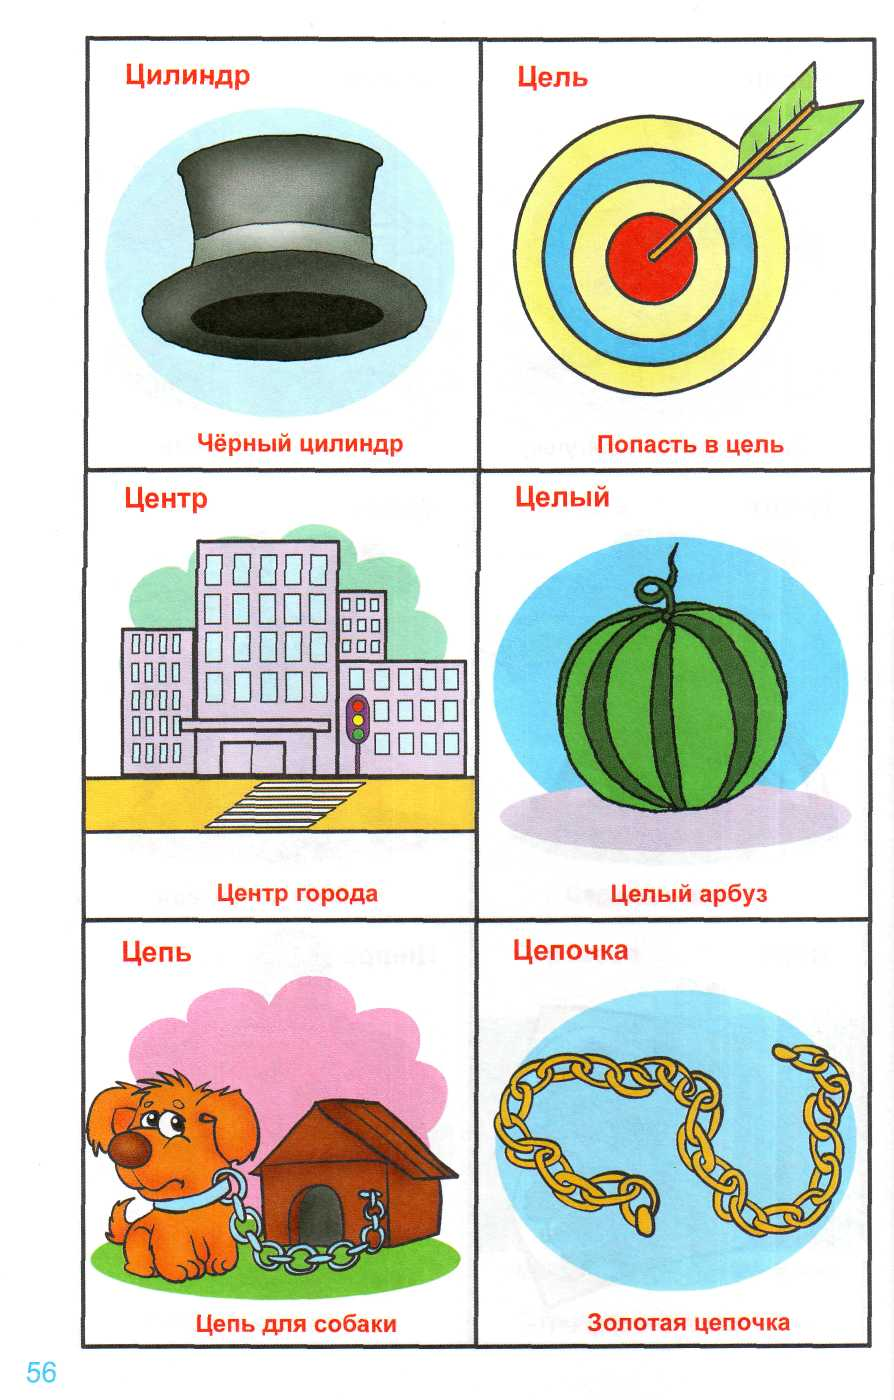 Цилиндр
Чёрный цилиндр
Цель
Попасть в цель
Центр
Центр города
Целый
Целый арбуз
Цепь
Цепь для собаки
Цепочка
Золотая цепочка
56